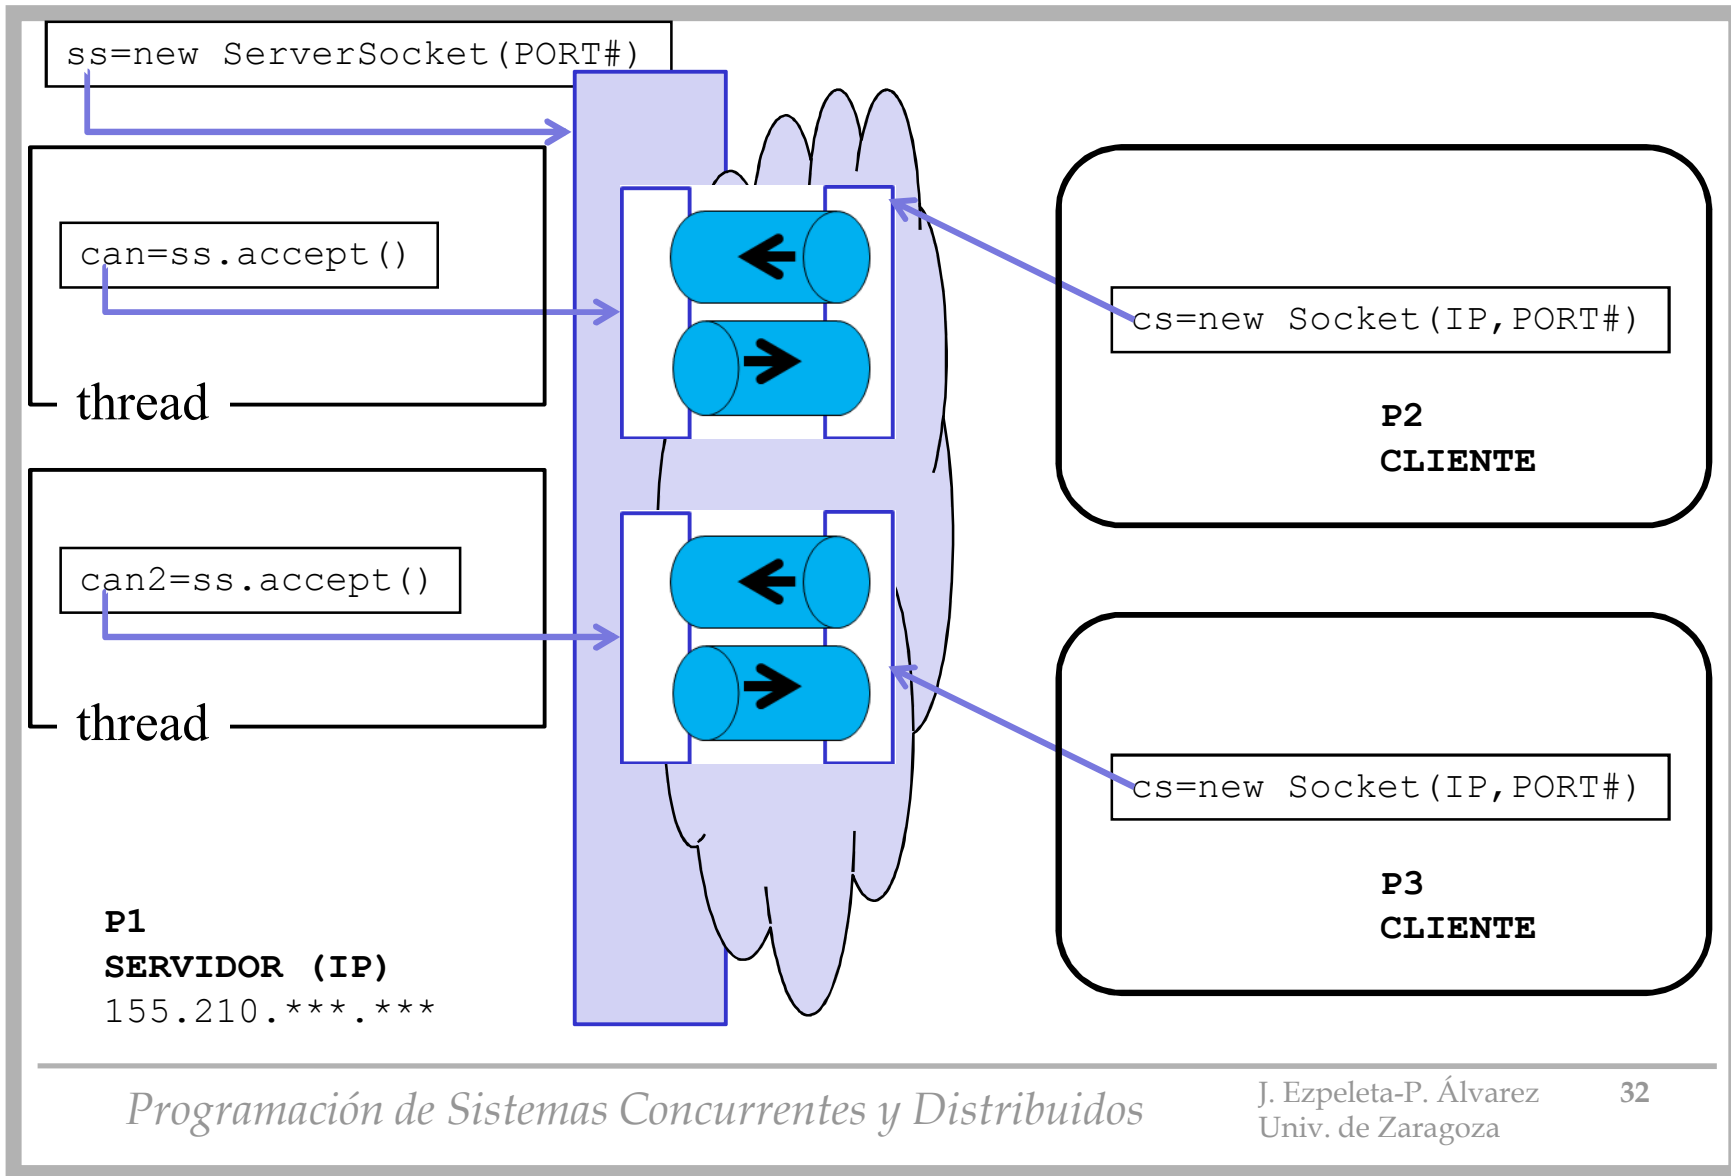 ss=new ServerSocket(PORT#)
can=ss.accept()
thread
can2=ss.accept()
thread
P1
SERVIDOR (IP)
155.210.***.***
cs=new Socket(IP,PORT#)
P2
CLIENTE
cs=new Socket(IP,PORT#)
P3
CLIENTE
Programación de Sistemas Concurrentes y Distribuidos
J. Ezpeleta-P. Álvarez
Univ. de Zaragoza
32